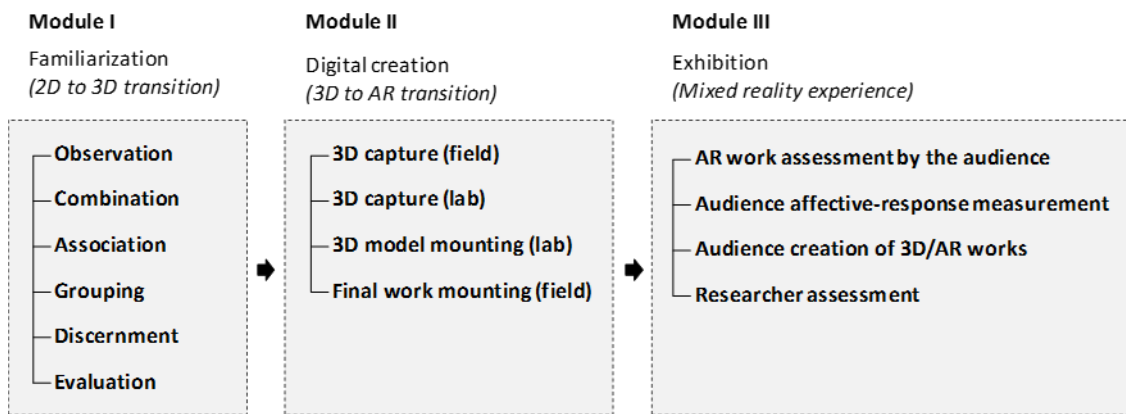 Module I
Familiarization
(2D to 3D transition)
Observation
Combination
Association
Grouping
Discernment
Evaluation
Module II
Digital creation
(3D to AR transition)
3D capture (field)
3D capture (lab)
3D model mounting (lab)
Final work mounting (field)
Module III
Exhibition
(Mixed reality experience)
AR work assessment by the audience
Audience affective-response measurement
Audience creation of 3D/AR works
Researcher assessment